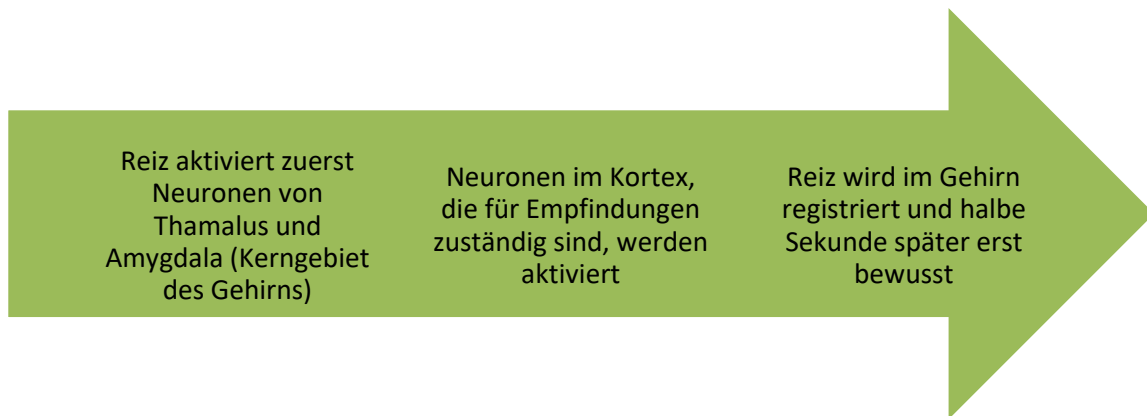 Reiz aktiviert zuerst
Neuronen von
Thamalus und
Amygdala (Kerngebiet
des Gehirns)
Neuronen im Kortex,
die für Empfindungen
zuständig sind, werden
aktiviert
Reiz wird im Gehirn
registriert und halbe
Sekunde später erst
bewusst